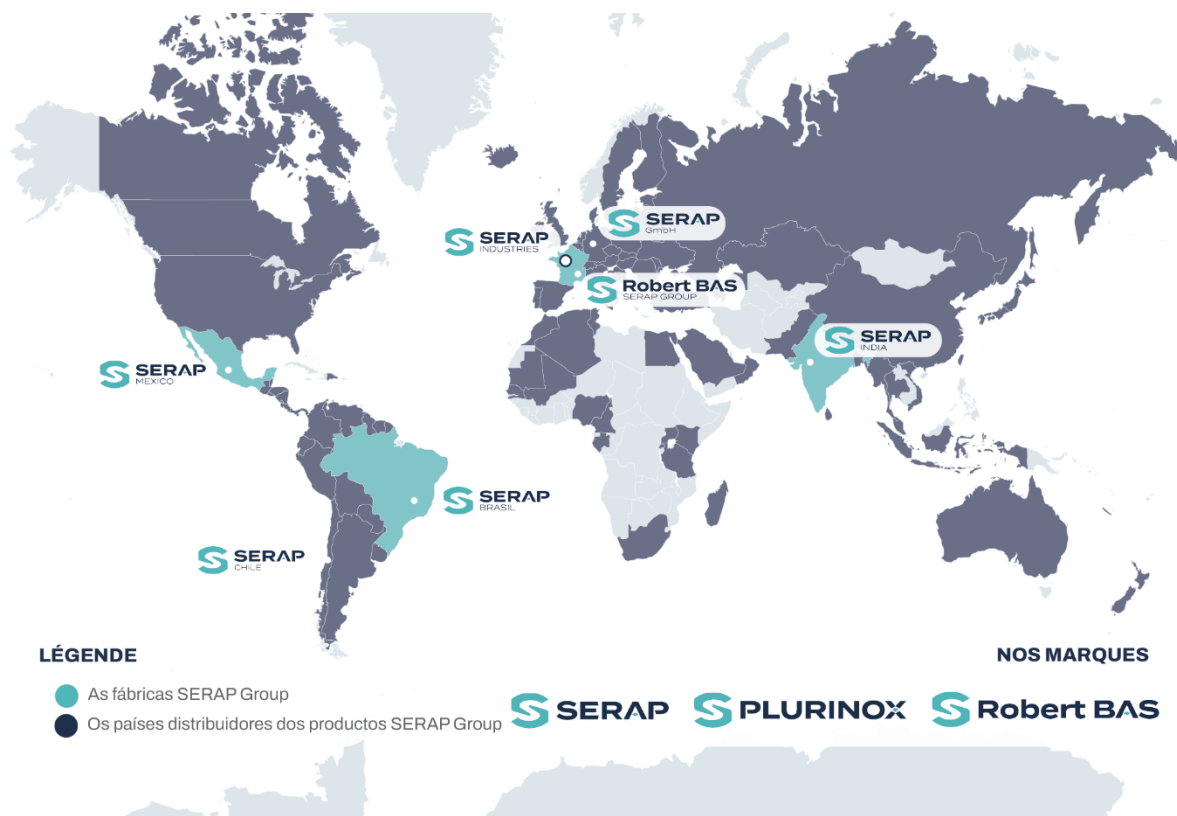 SERAP
GmbH
SERAP
INDUSTRIES
Robert BAS
SERAP GROUP
SERAP
INDIA
SERAP
MEXICO
SERAP
BRASIL
SERAP
CHILE
LÉGENDE
NOS MARQUES
As fábricas SERAP Group
Os países distribuidores dos productos SERAP Group
SERAP
PLURINOX
Robert BAS